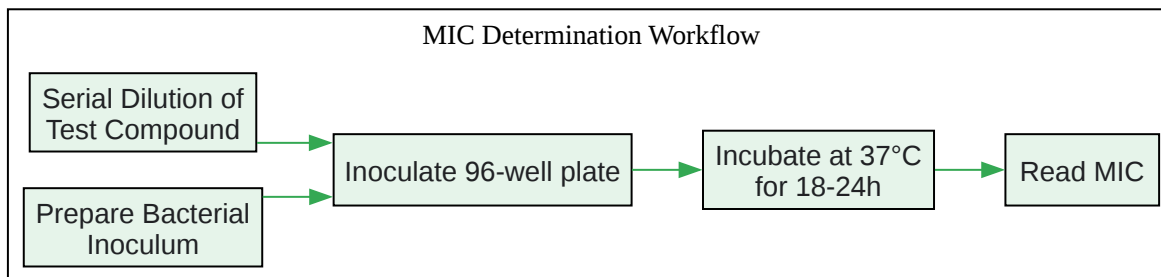 MIC Determination Workflow
Serial Dilution of
Test Compound
Prepare Bacterial
Inoculum
Inoculate 96-well plate
Incubate at 37°C
for 18-24h
Read MIC